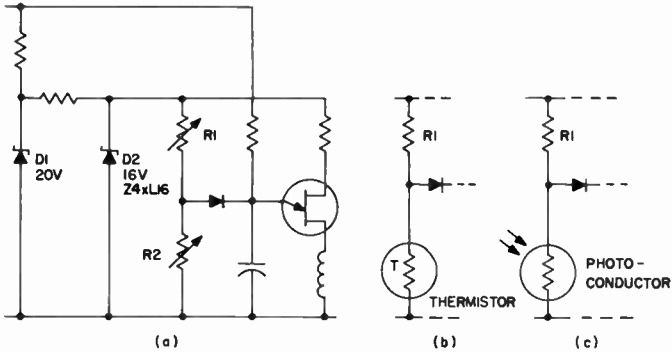 D1
20V
D2
16V
Z4xL16
R1
R2
(a)
R1
T
THERMISTOR
(b)
R1
PHOTO-
CONDUCTOR
(c)